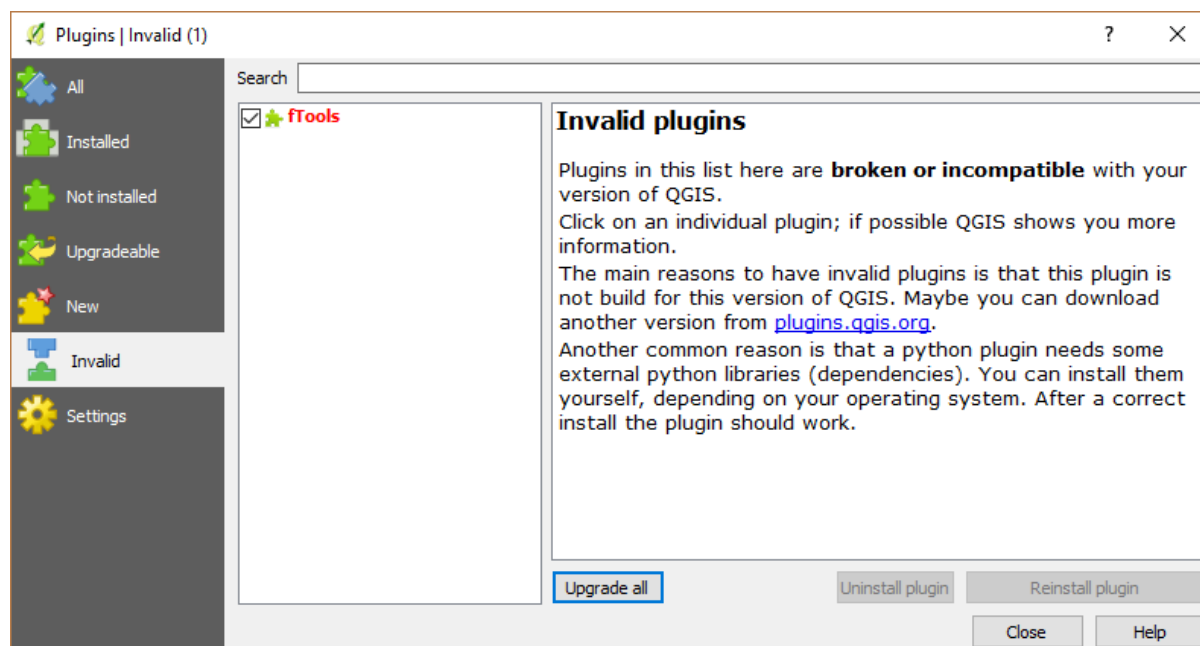 Plugins | Invalid (1)
?
All
Installed
Not installed
Upgradeable
New
Invalid
Settings
Search
fTools
Invalid plugins
Plugins in this list here are broken or incompatible with your
version of QGIS.
Click on an individual plugin; if possible QGIS shows you more
information.
The main reasons to have invalid plugins is that this plugin is
not build for this version of QGIS. Maybe you can download
another version from plugins.qgis.org.
Another common reason is that a python plugin needs some
external python libraries (dependencies). You can install them
yourself, depending on your operating system. After a correct
install the plugin should work.
Upgrade all
Uninstall plugin
Reinstall plugin
Close
Help